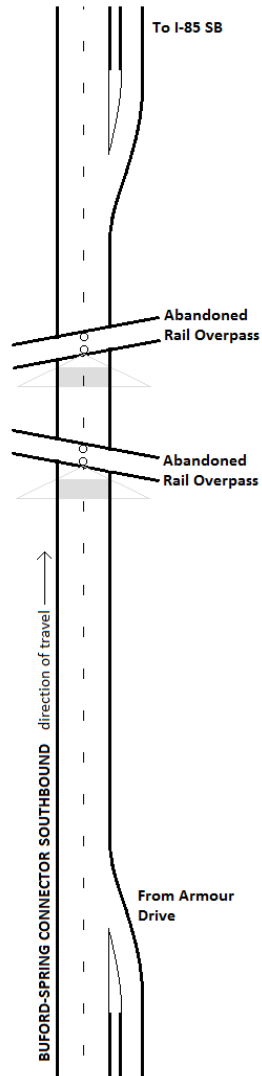 To I-85 SB
Abandoned
Rail Overpass
Abandoned
Rail Overpass
BUFORD-SPRING CONNECTOR SOUTHBOUND direction of travel
From Armour
Drive